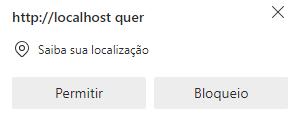 http://localhost quer
Saiba sua localização
Permitir
Bloqueio